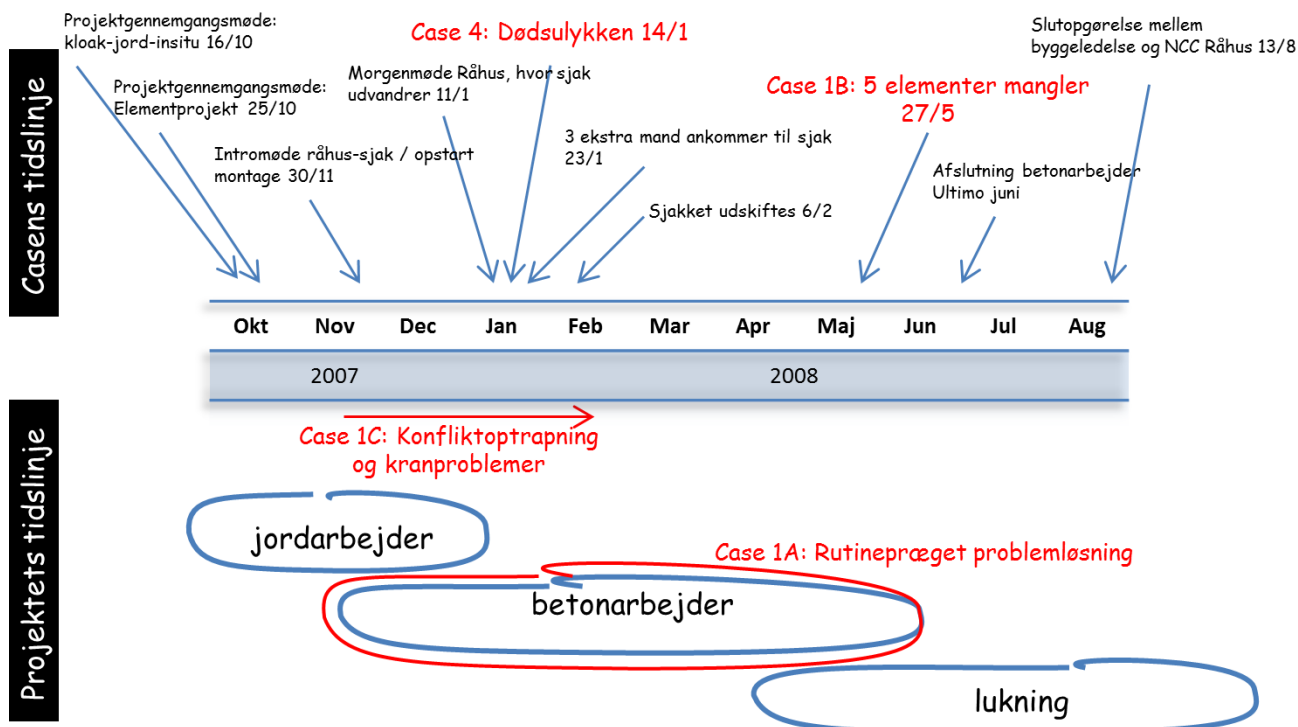 Projektgennemgangsmøde:
kloak-jord-insitu 16/10
Projektgennemgangsmøde:
Elementprojekt 25/10
Intromøde råhus-sjak / opstart
montage 30/11
Case 4: Dødsulykken 14/1
Morgenmøde Råhus, hvor sjak
udvandrer 11/1
3 ekstra mand ankommer til sjak
23/1
Sjakket udskiftes 6/2
Case 1B: 5 elementer mangler
27/5
Afslutning betonarbejder
Ultimo juni
Slutopgørelse mellem
byggeledelse og NCC Råhus 13/8
Casens tidslinje
Okt Nov Dec Jan Feb Mar Apr Maj Jun Jul Aug
2007 2008
Case 1C: Konfliktoptrapning
og kranproblemer
Projektets tidslinje
jordarbejder
Case 1A: Rutinepræget problemløsning
betonarbejder
lukning